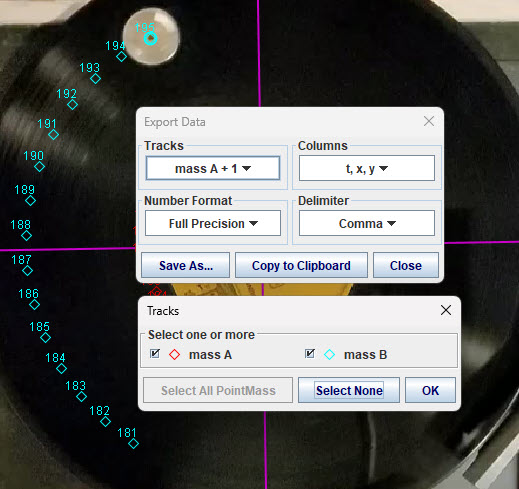 195
194
193
192
191
190
189
188
187
186
185
184
183
182
181
Export Data
Tracks
Columns
mass A + 1
t, x, y
Number Format
Delimiter
Full Precision
Comma
Save As...
Copy to Clipboard
Close
Tracks
Select one or more
mass A
mass B
Select All PointMass
Select None
OK